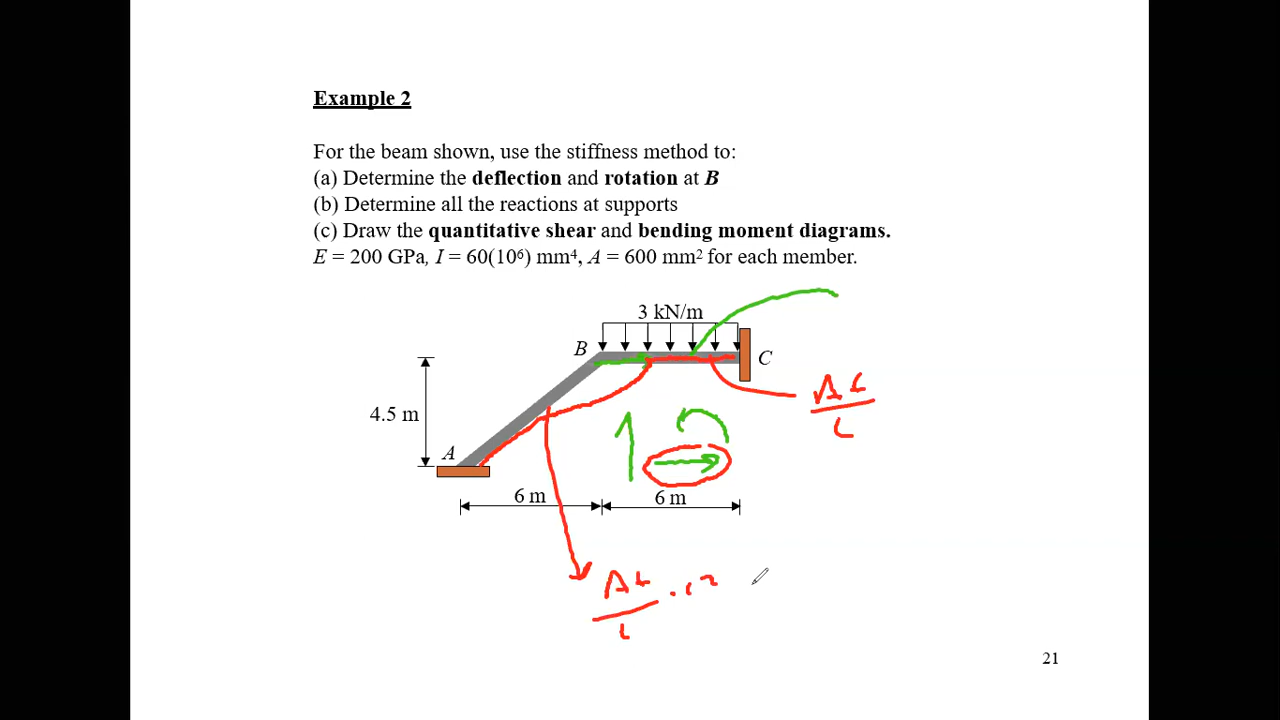 Example 2
For the beam shown, use the stiffness method to:
(a) Determine the deflection and rotation at B
(b) Determine all the reactions at supports
(c) Draw the quantitative shear and bending moment diagrams.
E = 200 GPa, I = 60(10⁶) mm⁴, A = 600 mm² for each member.
3 kN/m
B
C
4.5 m
A
6 m
6 m
21